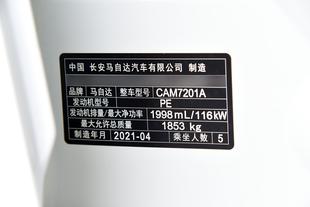 中国 长安马自达汽车有限公司 制造
品牌 马自达 整车型号 CAM7201A
发动机型号 PE
发动机排量/最大净功率 1998 mL/116kW
最大允许总质量 1853 kg
制造年月 2021-04 乘坐人数 5